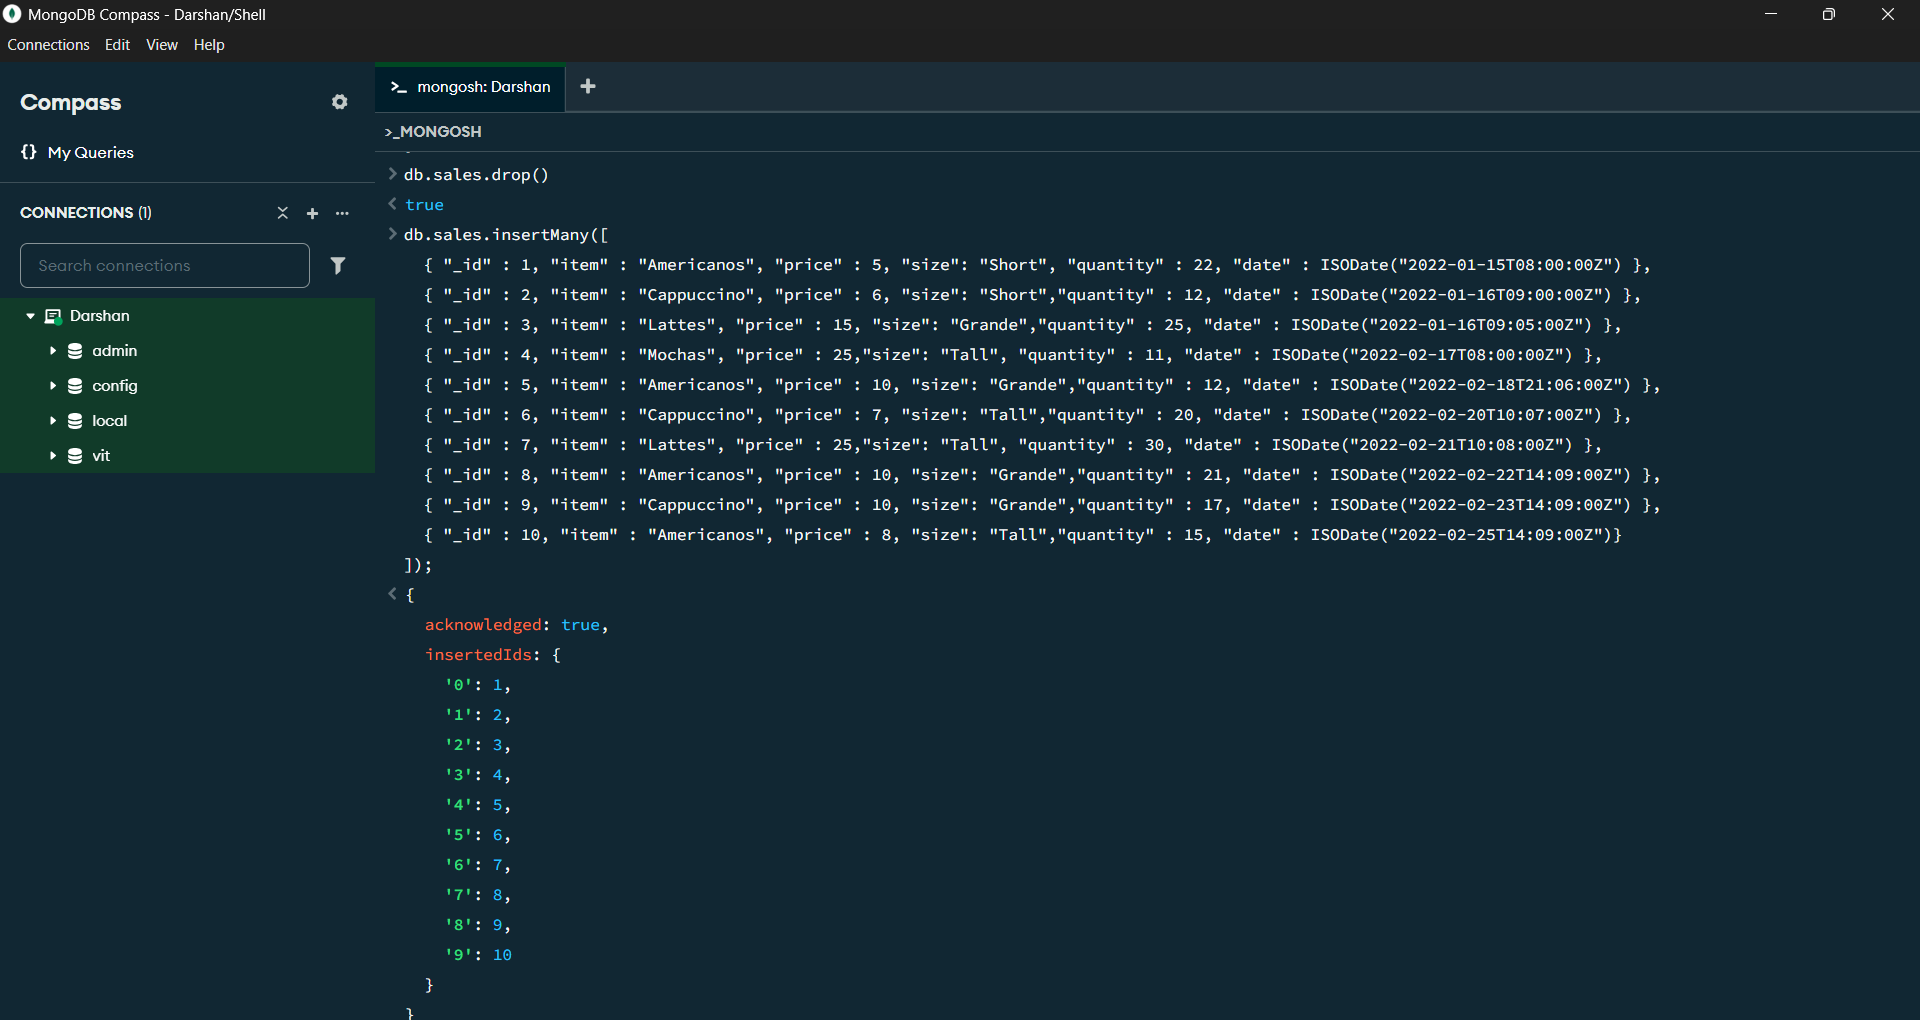 MongoDB Compass - Darshan/Shell
Connections Edit View Help
Compass
{} My Queries
CONNECTIONS (1)
Search connections
Darshan
admin
config
local
vit
>_ mongosh: Darshan +
>_MONGOSH
> db.sales.drop()
< true
> db.sales.insertMany([
{ "_id" : 1, "item" : "Americanos", "price" : 5, "size": "Short", "quantity" : 22, "date" : ISODate("2022-01-15T08:00:00Z") },
{ "_id" : 2, "item" : "Cappuccino", "price" : 6, "size": "Short","quantity" : 12, "date" : ISODate("2022-01-16T09:00:00Z") },
{ "_id" : 3, "item" : "Lattes", "price" : 15, "size": "Grande","quantity" : 25, "date" : ISODate("2022-01-16T09:05:00Z") },
{ "_id" : 4, "item" : "Mochas", "price" : 25,"size": "Tall", "quantity" : 11, "date" : ISODate("2022-02-17T08:00:00Z") },
{ "_id" : 5, "item" : "Americanos", "price" : 10, "size": "Grande","quantity" : 12, "date" : ISODate("2022-02-18T21:06:00Z") },
{ "_id" : 6, "item" : "Cappuccino", "price" : 7, "size": "Tall","quantity" : 20, "date" : ISODate("2022-02-20T10:07:00Z") },
{ "_id" : 7, "item" : "Lattes", "price" : 25,"size": "Tall", "quantity" : 30, "date" : ISODate("2022-02-21T10:08:00Z") },
{ "_id" : 8, "item" : "Americanos", "price" : 10, "size": "Grande","quantity" : 21, "date" : ISODate("2022-02-22T14:09:00Z") },
{ "_id" : 9, "item" : "Cappuccino", "price" : 10, "size": "Grande","quantity" : 17, "date" : ISODate("2022-02-23T14:09:00Z") },
{ "_id" : 10, "item" : "Americanos", "price" : 8, "size": "Tall","quantity" : 15, "date" : ISODate("2022-02-25T14:09:00Z")}
]);
< {
acknowledged: true,
insertedIds: {
'0': 1,
'1': 2,
'2': 3,
'3': 4,
'4': 5,
'5': 6,
'6': 7,
'7': 8,
'8': 9,
'9': 10
}
}